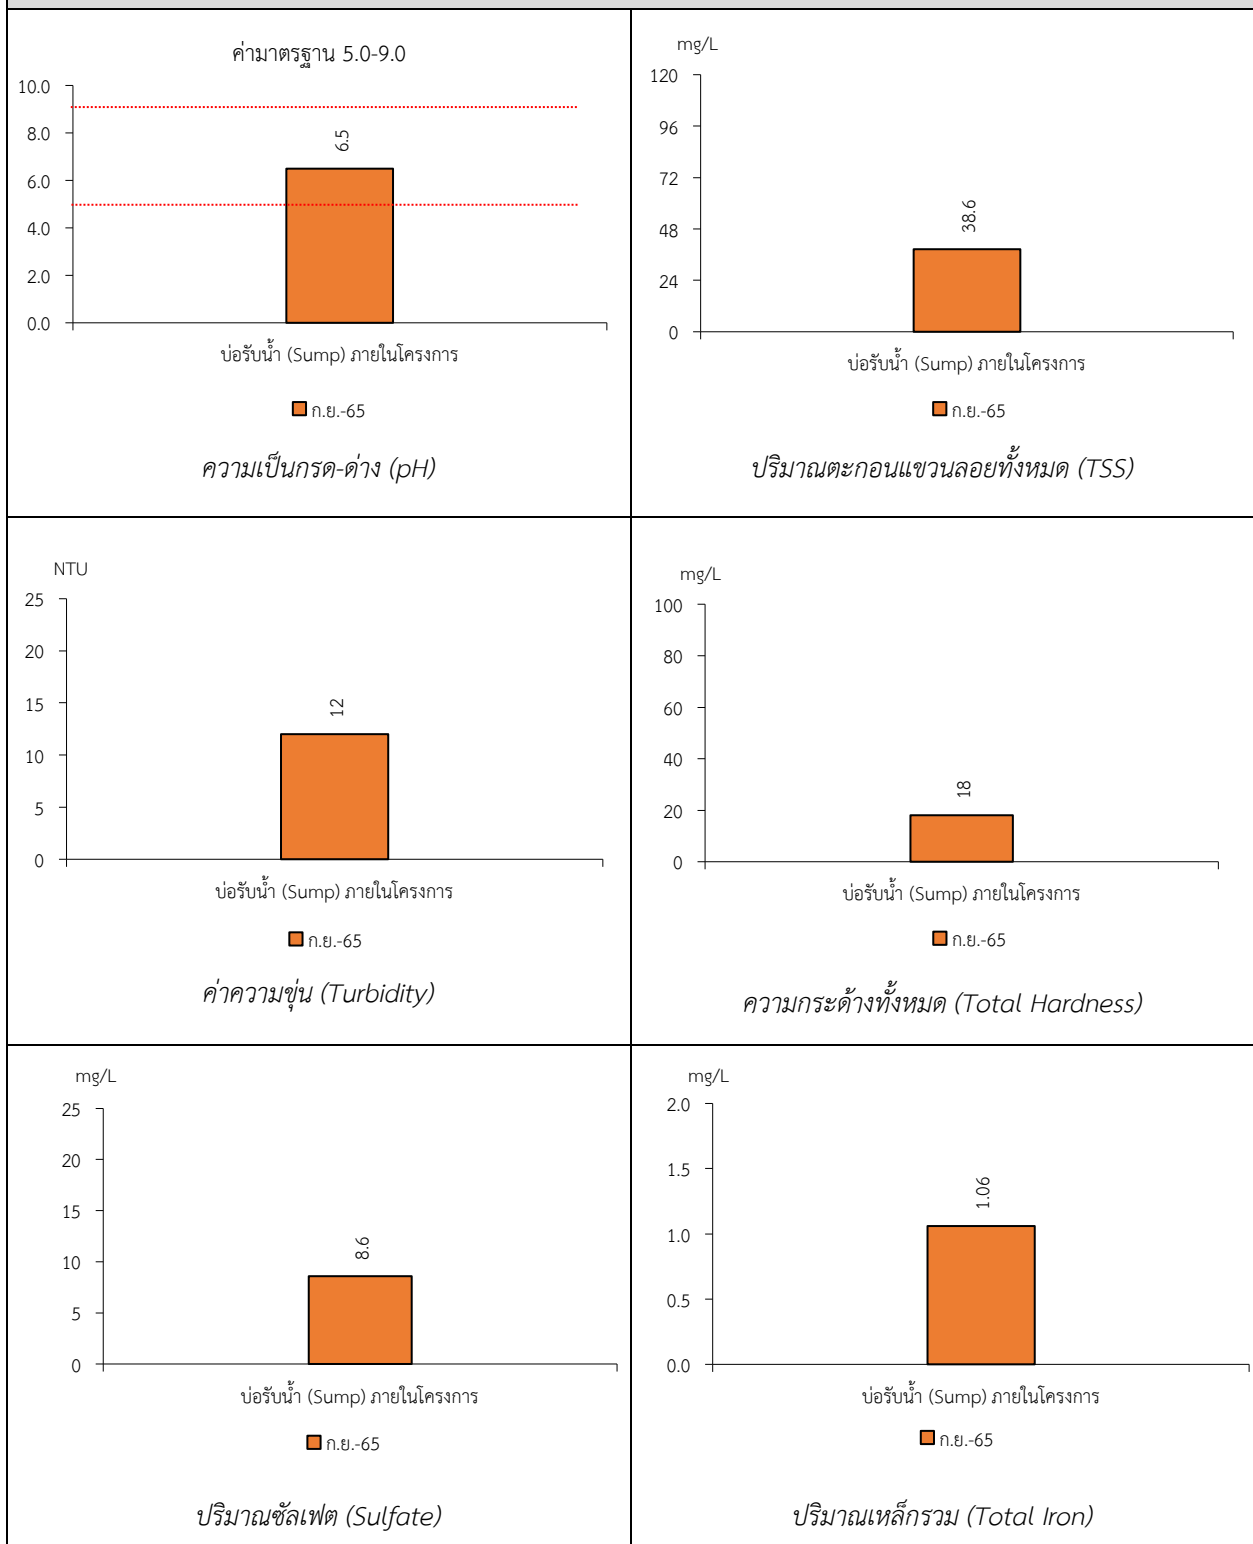 ค่ามาตรฐาน 5.0-9.0
10.0
8.0
6.0
4.0
2.0
0.0
6.5
บ่อรับน้ำ (Sump) ภายในโครงการ
ก.ย.-65
ความเป็นกรด-ด่าง (pH)
mg/L
120
96
72
48
24
0
38.6
บ่อรับน้ำ (Sump) ภายในโครงการ
ก.ย.-65
ปริมาณตะกอนแขวนลอยทั้งหมด (TSS)
NTU
25
20
15
10
5
0
12
บ่อรับน้ำ (Sump) ภายในโครงการ
ก.ย.-65
ค่าความขุ่น (Turbidity)
mg/L
100
80
60
40
20
0
18
บ่อรับน้ำ (Sump) ภายในโครงการ
ก.ย.-65
ความกระด้างทั้งหมด (Total Hardness)
mg/L
25
20
15
10
5
0
8.6
บ่อรับน้ำ (Sump) ภายในโครงการ
ก.ย.-65
ปริมาณซัลเฟต (Sulfate)
mg/L
2.0
1.5
1.0
0.5
0.0
1.06
บ่อรับน้ำ (Sump) ภายในโครงการ
ก.ย.-65
ปริมาณเหล็กรวม (Total Iron)